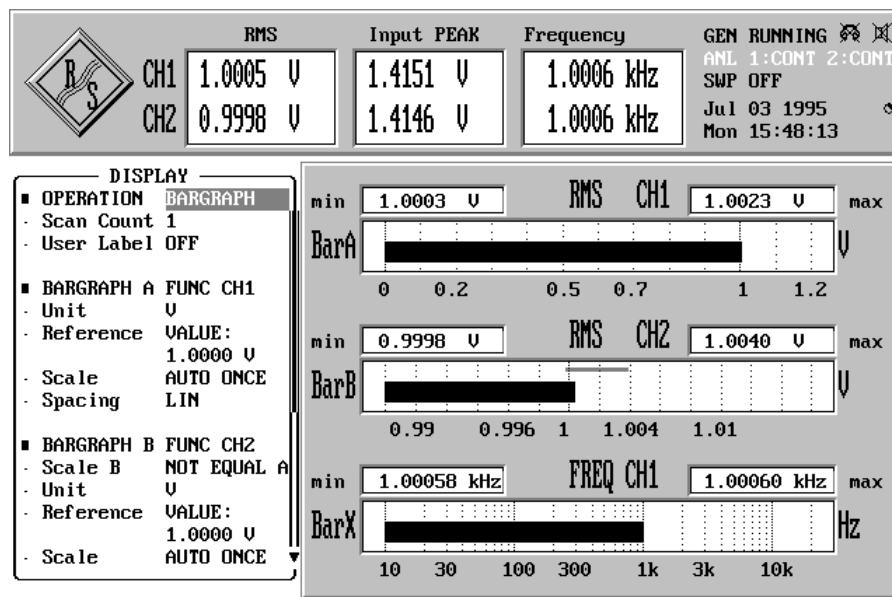 RMS Input PEAK Frequency GEN RUNNING
ANL 1:CONT 2:CONT
R S CH1 1.0005 V 1.4151 V 1.0006 kHz SWP OFF
CH2 0.9998 V 1.4146 V 1.0006 kHz Jul 03 1995
Mon 15:48:13
DISPLAY
OPERATION BARGRAPH
Scan Count 1
User Label OFF
BARGRAPH A FUNC CH1
Unit V
Reference VALUE:
1.0000 V
Scale AUTO ONCE
Spacing LIN
BARGRAPH B FUNC CH2
Scale B NOT EQUAL A
Unit V
Reference VALUE:
1.0000 V
Scale AUTO ONCE
min 1.0003 V RMS CH1 1.0023 V max
BarA V
0 0.2 0.5 0.7 1 1.2
min 0.9998 V RMS CH2 1.0040 V max
BarB V
0.99 0.996 1 1.004 1.01
min 1.00058 kHz FREQ CH1 1.00060 kHz max
BarX Hz
10 30 100 300 1k 3k 10k